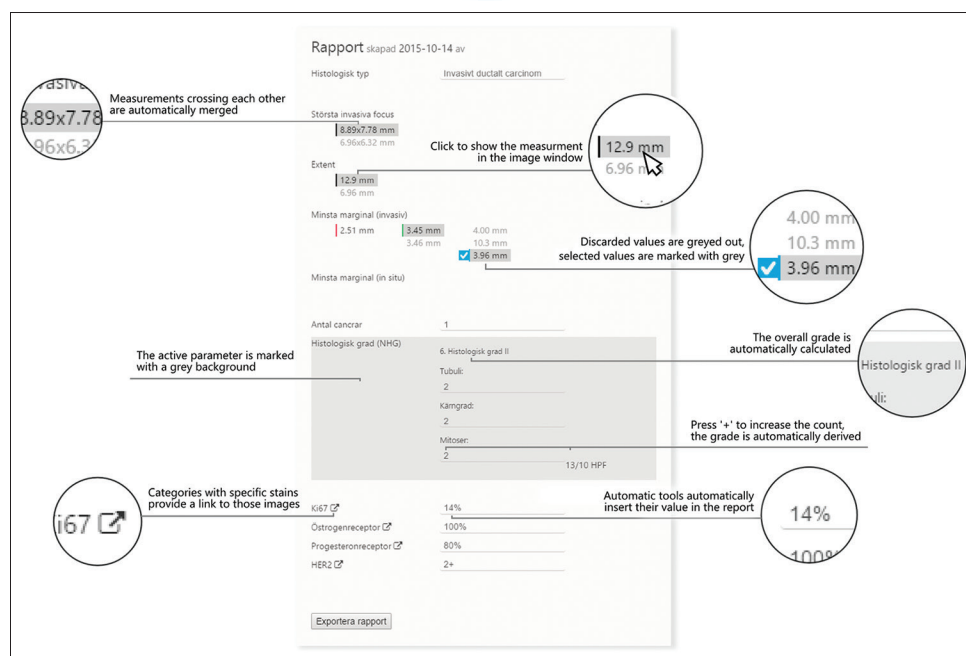 Rapport skapad 2015-10-14 av
Histologisk typ Invasivt ductalt carcinom
Measurements crossing each other
are automatically merged
8.89x7.78
96x6.3
Största invasiva focus
8.89x7.78 mm
6.96x6.32 mm
Click to show the measurment
in the image window
12.9 mm
6.96 m
Extent
12.9 mm
6.96 mm
Minsta marginal (invasiv)
2.51 mm 3.45 mm 4.00 mm
3.46 mm 10.3 mm
3.96 mm
Discarded values are greyed out,
selected values are marked with grey
4.00 mm
10.3 mm
3.96 mm
Minsta marginal (in situ)
Antal cancrar 1
Histologisk grad (NHG)
6. Histologisk grad II
The overall grade is
automatically calculated
Histologisk grad II
uli:
The active parameter is marked
with a grey background
Tubuli:
2
Kärngrad:
2
Mitoser:
2
13/10 HPF
Press '+' to increase the count,
the grade is automatically derived
Categories with specific stains
provide a link to those images
i67
Ki67 14%
Östrogenreceptor 100%
Progesteronreceptor 80%
HER2 2+
Automatic tools automatically
insert their value in the report
14%
100%
Exportera rapport